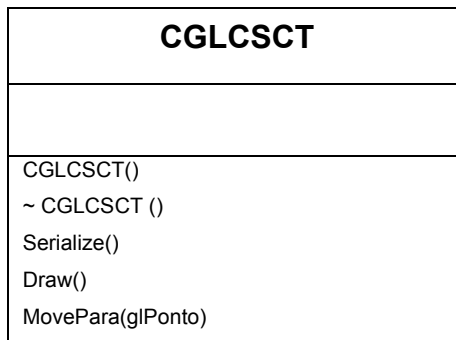 CGLCSCT
CGLCSCT()
~ CGLCSCT ()
Serialize()
Draw()
MovePara(glPonto)